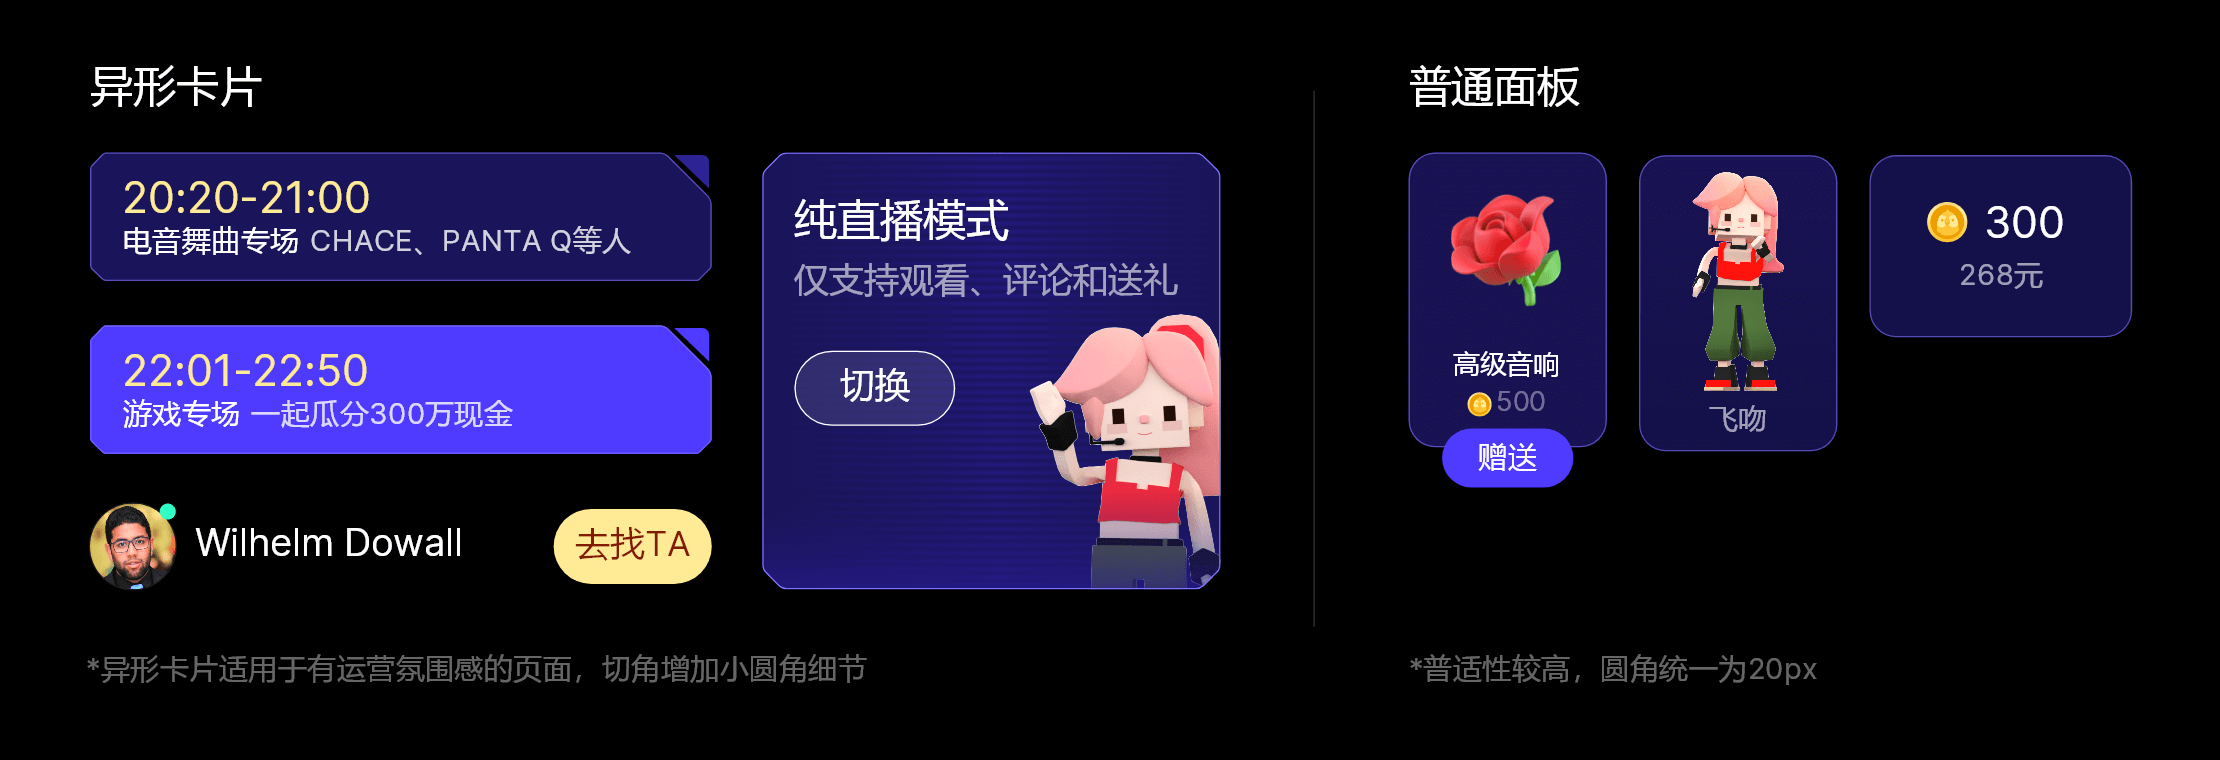 异形卡片
20:20-21:00
电音舞曲专场 CHACE、PANTA Q等人
22:01-22:50
游戏专场 一起瓜分300万现金
Wilhelm Dowall
去找TA
纯直播模式
仅支持观看、评论和送礼
切换
*异形卡片适用于有运营氛围感的页面，切角增加小圆角细节
普通面板
高级音响
500
赠送
飞吻
300
268元
*普适性较高，圆角统一为20px